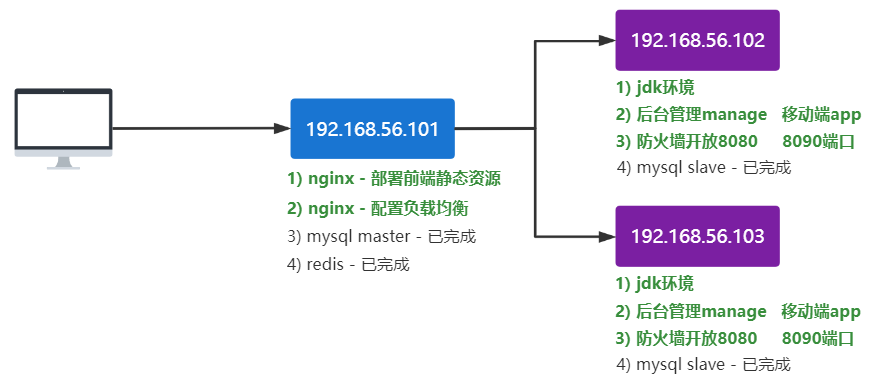 192.168.56.101
1) nginx - 部署前端静态资源
2) nginx - 配置负载均衡
3) mysql master - 已完成
4) redis - 已完成
192.168.56.102
1) jdk环境
2) 后台管理manage 移动端app
3) 防火墙开放8080 8090端口
4) mysql slave - 已完成
192.168.56.103
1) jdk环境
2) 后台管理manage 移动端app
3) 防火墙开放8080 8090端口
4) mysql slave - 已完成